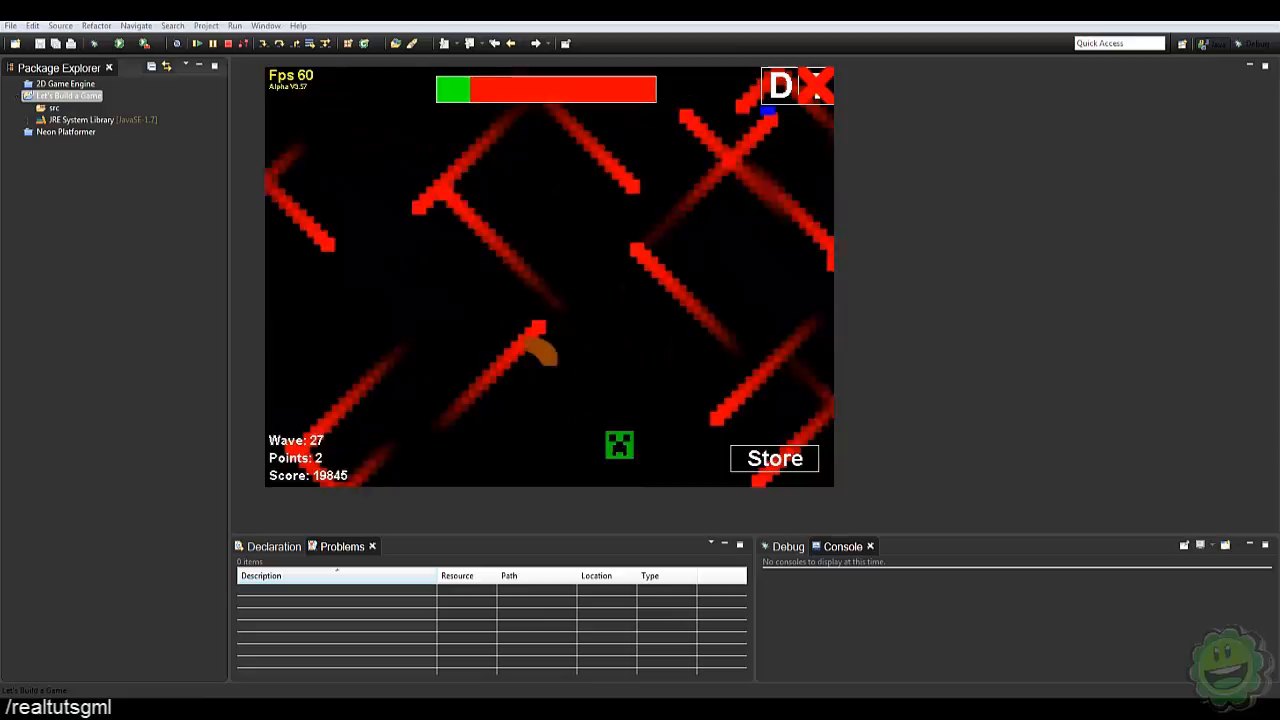 File Edit Source Refactor Navigate Search Project Run Window Help
Quick Access
Debug
Package Explorer
2D Game Engine
Let's Build a Game
src
JRE System Library [JavaSE-1.7]
Neon Platformer
Fps 60
Alpha V3.57
D
Wave: 27
Points: 2
Score: 19845
Store
Declaration Problems
0 items
Description Resource Path Location Type
Debug Console
No consoles to display at this time.
Let's Build a Game
/realtutsgml